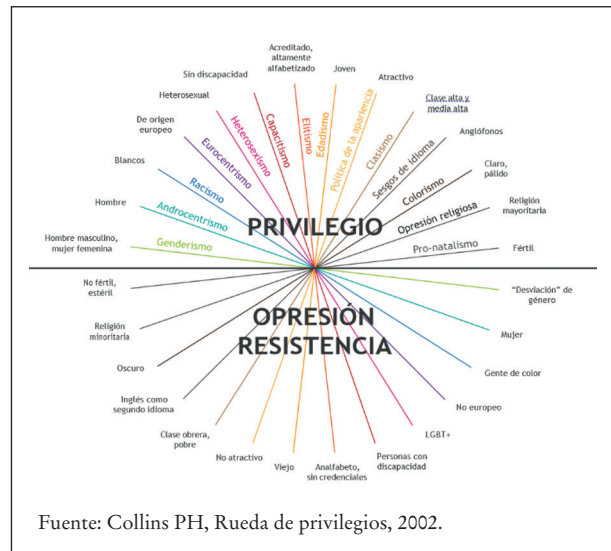 Acreditado,
altamente
alfabetizado
Joven
Sin discapacidad
Atractivo
Heterosexual
Clase alta y
media alta
De origen
europeo
Anglófonos
Blancos
Claro,
pálido
Hombre
Religión
mayoritaria
Hombre masculino,
mujer femenina
Fértil
Genderismo
Androcentrismo
Racismo
Eurocentrismo
Heterosexismo
Capacitismo
Elitismo
Edadismo
Política de la apariencia
Clasismo
Sesgos de idioma
Colorismo
Opresión religiosa
Pro-natalismo
PRIVILEGIO
OPRESIÓN
RESISTENCIA
No fértil,
estéril
"Desviación" de
género
Religión
minoritaria
Mujer
Oscuro
Gente de color
Inglés como
segundo idioma
No europeo
Clase obrera,
pobre
LGBT+
No atractivo
Personas con
discapacidad
Viejo
Analfabeto,
sin credenciales
Fuente: Collins PH, Rueda de privilegios, 2002.